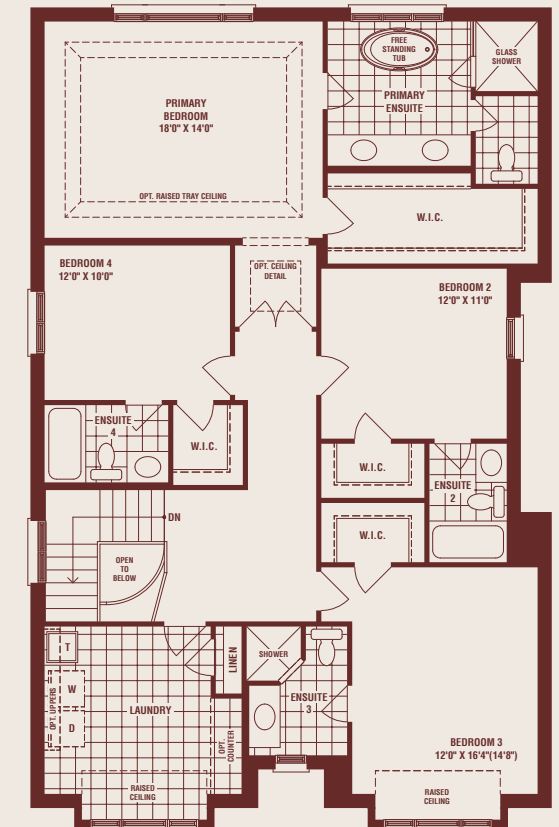 PRIMARY
BEDROOM
18'0" X 14'0"
OPT. RAISED TRAY CEILING
FREE
STANDING
TUB
GLASS
SHOWER
PRIMARY
ENSUITE
W.I.C.
BEDROOM 4
12'0" X 10'0"
OPT. CEILING
DETAIL
BEDROOM 2
12'0" X 11'0"
ENSUITE
4
W.I.C.
W.I.C.
ENSUITE
2
DN
W.I.C.
OPEN
TO
BELOW
T
W
D
OPT. UPPERS
LAUNDRY
LINEN
SHOWER
ENSUITE
3
OPT.
COUNTER
RAISED
CEILING
BEDROOM 3
12'0" X 16'4"(14'8")
RAISED
CEILING